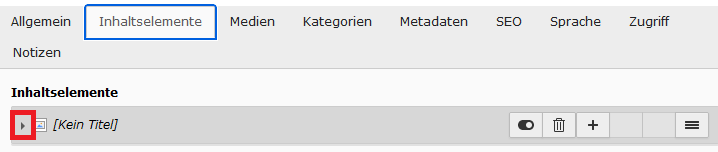 Allgemein Inhaltselemente Medien Kategorien Metadaten SEO Sprache Zugriff
Notizen
Inhaltselemente
[Kein Titel]